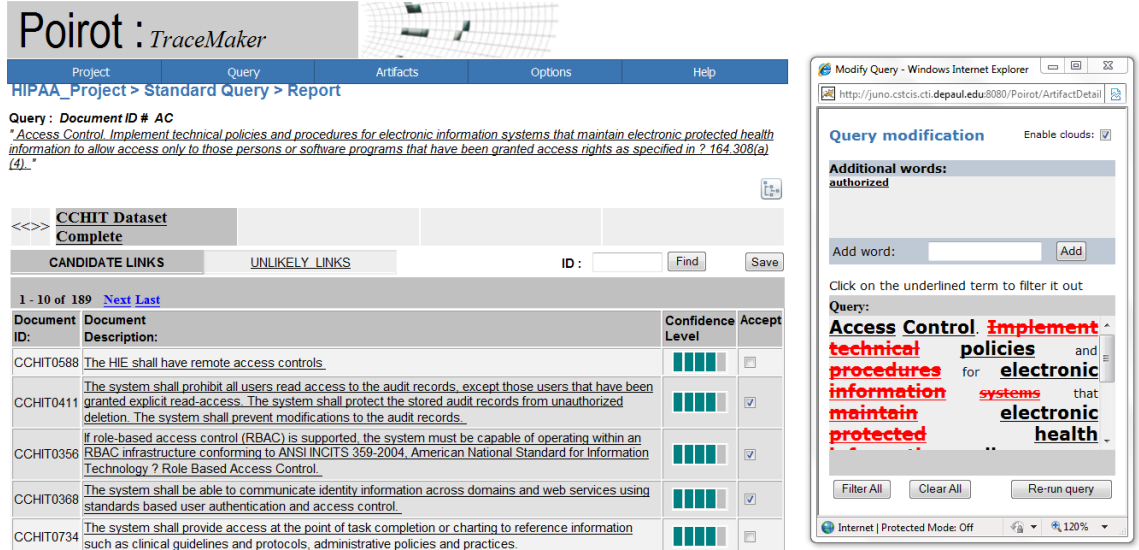 Poirot : TraceMaker
Project Query Artifacts Options Help
HIPAA_Project > Standard Query > Report
Query : Document ID # AC
" Access Control. Implement technical policies and procedures for electronic information systems that maintain electronic protected health
information to allow access only to those persons or software programs that have been granted access rights as specified in ? 164.308(a)
(4). "
<<>> CCHIT Dataset
Complete
CANDIDATE LINKS UNLIKELY LINKS ID : Find Save
1 - 10 of 189 Next Last
Document Document Confidence Accept
ID: Description: Level
CCHIT0588 The HIE shall have remote access controls
The system shall prohibit all users read access to the audit records, except those users that have been
CCHIT0411 granted explicit read-access. The system shall protect the stored audit records from unauthorized
deletion. The system shall prevent modifications to the audit records.
If role-based access control (RBAC) is supported, the system must be capable of operating within an
CCHIT0356 RBAC infrastructure conforming to ANSI INCITS 359-2004, American National Standard for Information
Technology ? Role Based Access Control.
CCHIT0368 The system shall be able to communicate identity information across domains and web services using
standards based user authentication and access control.
CCHIT0734 The system shall provide access at the point of task completion or charting to reference information
such as clinical guidelines and protocols, administrative policies and practices.
Modify Query - Windows Internet Explorer
http://juno.cstcis.cti.depaul.edu:8080/Poirot/ArtifactDetail
Query modification Enable clouds:
Additional words:
authorized
Add word: Add
Click on the underlined term to filter it out
Query:
Access Control. Implement
technical policies and
procedures for electronic
information systems that
maintain electronic
protected health
Filter All Clear All Re-run query
Internet | Protected Mode: Off 120%